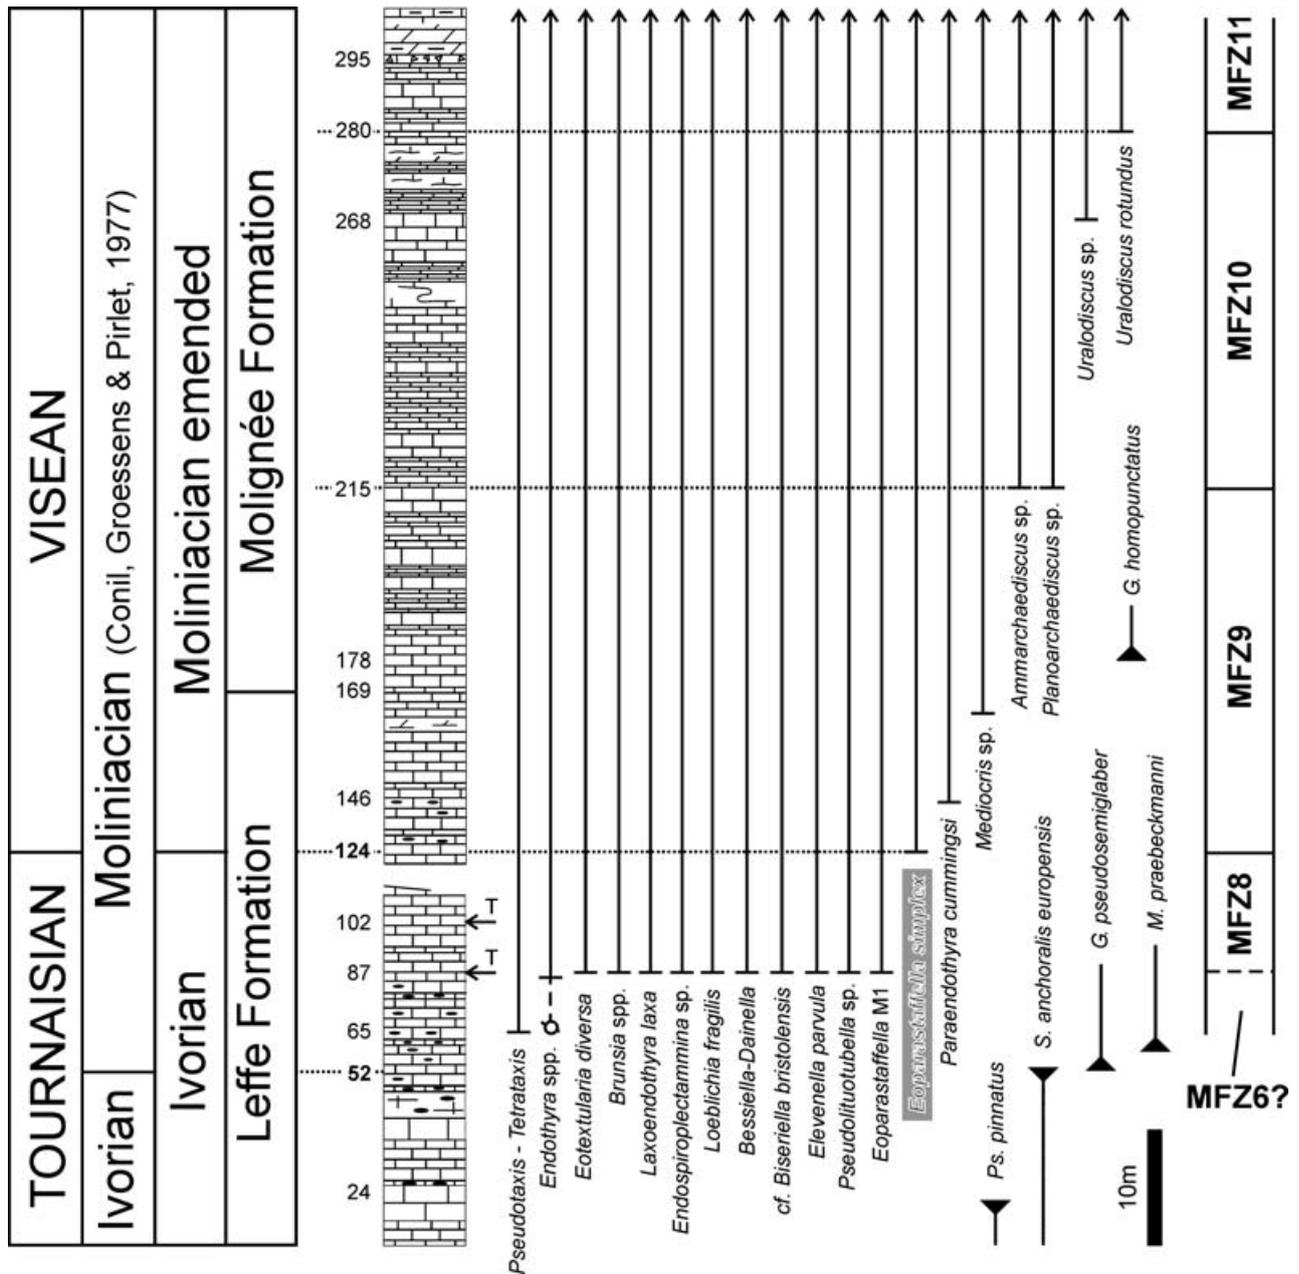 VISEAN
TOURNAISIAN
Moliniacian (Conil, Groessens & Pirlet, 1977)
Ivorian
Moliniacian emended
Ivorian
Molignée Formation
Leffe Formation
295
280
268
215
178
169
146
124
102
87
65
52
24
T
T
Pseudotaxis - Tetrataxis
Endothyra spp.
Eotextularia diversa
Brunsia spp.
Laxoendothyra laxa
Endospiroplectammina sp.
Loeblichia fragilis
Bessiella-Dainella
cf. Biseriella bristolensis
Elevenella parvula
Pseudolituotubella sp.
Eoparastaffella M1
Eoparastaffella simplex
Paraendothyra cummingsi
Mediocris sp.
Ammarchaediscus sp.
Planoarchaediscus sp.
Uralodiscus sp.
Uralodiscus rotundus
Ps. pinnatus
S. anchoralis europensis
G. pseudosemiglaber
M. praebeckmanni
G. homopunctatus
MFZ11
MFZ10
MFZ9
MFZ8
MFZ6?
10m